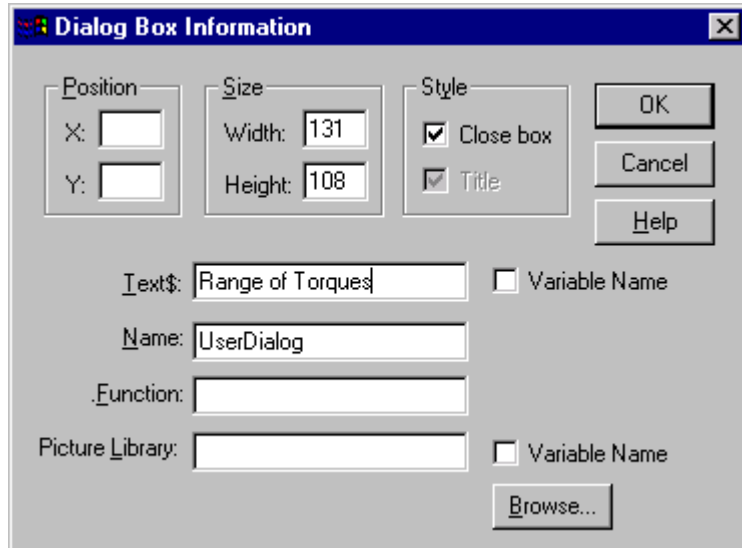 Dialog Box Information
Position
X:
Y:
Size
Width: 131
Height: 108
Style
Close box
Title
OK
Cancel
Help
Text$: Range of Torques
Variable Name
Name: UserDialog
.Function:
Picture Library:
Variable Name
Browse...